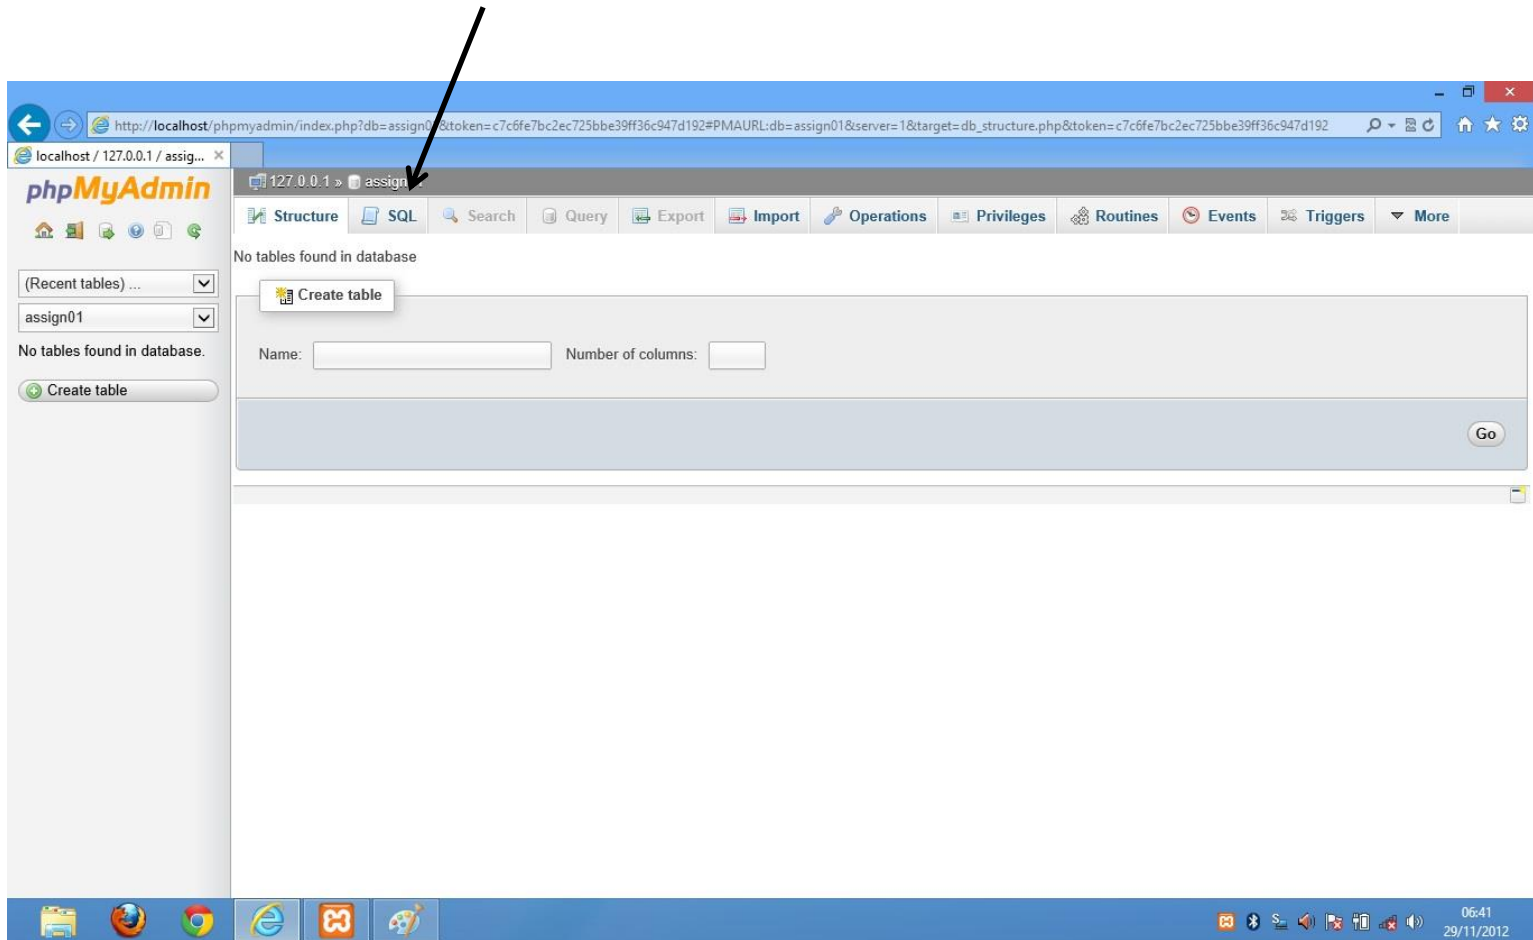 http://localhost/phpmyadmin/index.php?db=assign0 &token=c7c6fe7bc2ec725bbe39ff36c947d192#PMAURL:db=assign01&server=1&target=db_structure.php&token=c7c6fe7bc2ec725bbe39ff36c947d192
localhost / 127.0.0.1 / assig...
phpMyAdmin
127.0.0.1 » assign
Structure SQL Search Query Export Import Operations Privileges Routines Events Triggers More
No tables found in database
(Recent tables) ...
Create table
assign01
No tables found in database.
Name: Number of columns:
Create table
Go
06:41
29/11/2012